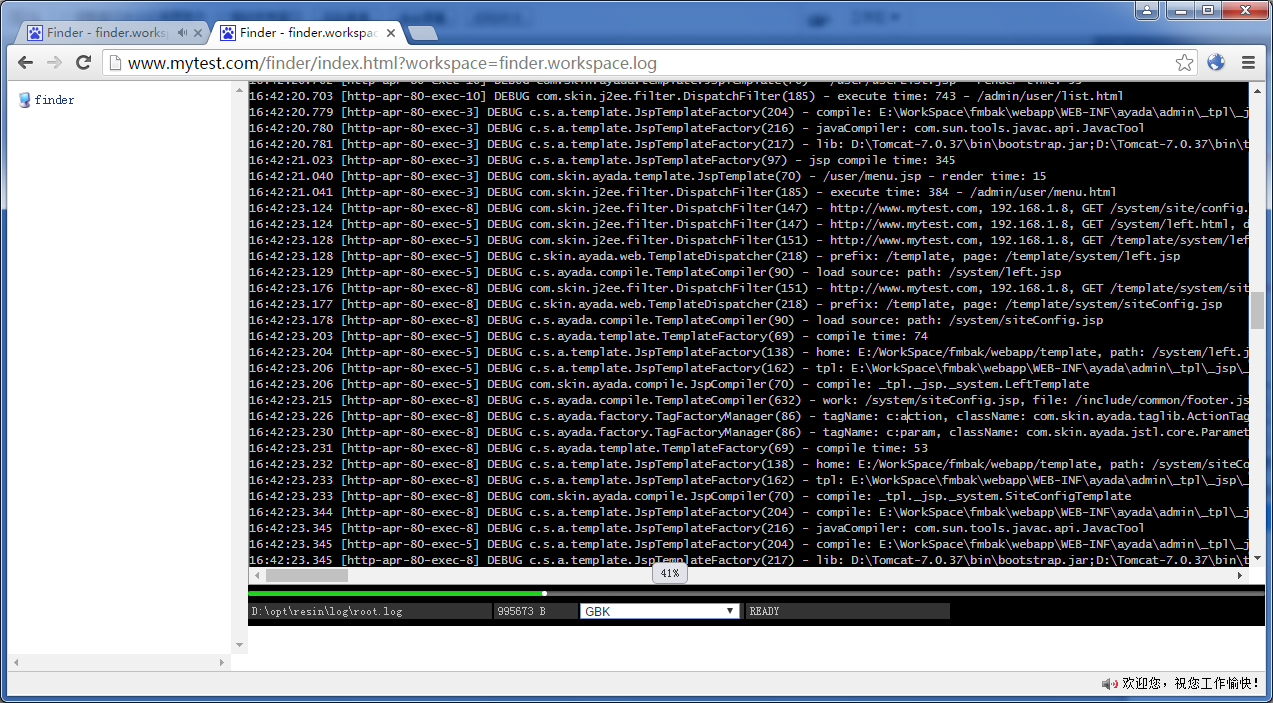 Finder - finder.works
Finder - finder.workspac
www.mytest.com/finder/index.html?workspace=finder.workspace.log
finder
16:42:20.703 [http-apr-80-exec-10] DEBUG com.skin.j2ee.filter.DispatchFilter(185) - execute time: 743 - /admin/user/list.html
16:42:20.779 [http-apr-80-exec-3] DEBUG c.s.a.template.JspTemplateFactory(204) - compile: E:\WorkSpace\fmbak\webapp\WEB-INF\ayada\admin\_tpl\_j
16:42:20.780 [http-apr-80-exec-3] DEBUG c.s.a.template.JspTemplateFactory(216) - javaCompiler: com.sun.tools.javac.api.JavacTool
16:42:20.781 [http-apr-80-exec-3] DEBUG c.s.a.template.JspTemplateFactory(217) - lib: D:\Tomcat-7.0.37\bin\bootstrap.jar;D:\Tomcat-7.0.37\bin\t
16:42:21.023 [http-apr-80-exec-3] DEBUG c.s.a.template.JspTemplateFactory(97) - jsp compile time: 345
16:42:21.040 [http-apr-80-exec-3] DEBUG com.skin.ayada.template.JspTemplate(70) - /user/menu.jsp - render time: 15
16:42:21.041 [http-apr-80-exec-3] DEBUG com.skin.j2ee.filter.DispatchFilter(185) - execute time: 384 - /admin/user/menu.html
16:42:23.124 [http-apr-80-exec-8] DEBUG com.skin.j2ee.filter.DispatchFilter(147) - http://www.mytest.com, 192.168.1.8, GET /system/site/config.
16:42:23.124 [http-apr-80-exec-5] DEBUG com.skin.j2ee.filter.DispatchFilter(147) - http://www.mytest.com, 192.168.1.8, GET /system/left.html, d
16:42:23.128 [http-apr-80-exec-5] DEBUG com.skin.j2ee.filter.DispatchFilter(151) - http://www.mytest.com, 192.168.1.8, GET /template/system/lef
16:42:23.128 [http-apr-80-exec-5] DEBUG c.skin.ayada.web.TemplateDispatcher(218) - prefix: /template, page: /template/system/left.jsp
16:42:23.129 [http-apr-80-exec-5] DEBUG c.s.ayada.compile.TemplateCompiler(90) - load source: path: /system/left.jsp
16:42:23.176 [http-apr-80-exec-8] DEBUG com.skin.j2ee.filter.DispatchFilter(151) - http://www.mytest.com, 192.168.1.8, GET /template/system/sit
16:42:23.177 [http-apr-80-exec-8] DEBUG c.skin.ayada.web.TemplateDispatcher(218) - prefix: /template, page: /template/system/siteConfig.jsp
16:42:23.178 [http-apr-80-exec-8] DEBUG c.s.ayada.compile.TemplateCompiler(90) - load source: path: /system/siteConfig.jsp
16:42:23.203 [http-apr-80-exec-5] DEBUG c.s.ayada.template.TemplateFactory(69) - compile time: 74
16:42:23.204 [http-apr-80-exec-5] DEBUG c.s.a.template.JspTemplateFactory(138) - home: E:/WorkSpace/fmbak/webapp/template, path: /system/left.j
16:42:23.206 [http-apr-80-exec-5] DEBUG c.s.a.template.JspTemplateFactory(162) - tpl: E:\WorkSpace\fmbak\webapp\WEB-INF\ayada\admin\_tpl\_jsp\_
16:42:23.206 [http-apr-80-exec-5] DEBUG com.skin.ayada.compile.JspCompiler(70) - compile: _tpl._jsp._system.LeftTemplate
16:42:23.206 [http-apr-80-exec-8] DEBUG c.s.ayada.compile.TemplateCompiler(632) - work: /system/siteConfig.jsp, file: /include/common/footer.js
16:42:23.226 [http-apr-80-exec-8] DEBUG c.s.ayada.factory.TagFactoryManager(86) - tagName: c:action, className: com.skin.ayada.taglib.ActionTag
16:42:23.230 [http-apr-80-exec-8] DEBUG c.s.ayada.factory.TagFactoryManager(86) - tagName: c:param, className: com.skin.ayada.jstl.core.Paramet
16:42:23.231 [http-apr-80-exec-8] DEBUG c.s.ayada.template.TemplateFactory(69) - compile time: 53
16:42:23.232 [http-apr-80-exec-8] DEBUG c.s.a.template.JspTemplateFactory(138) - home: E:/WorkSpace/fmbak/webapp/template, path: /system/siteCo
16:42:23.233 [http-apr-80-exec-8] DEBUG c.s.a.template.JspTemplateFactory(162) - tpl: E:\WorkSpace\fmbak\webapp\WEB-INF\ayada\admin\_tpl\_jsp\_
16:42:23.233 [http-apr-80-exec-8] DEBUG com.skin.ayada.compile.JspCompiler(70) - compile: _tpl._jsp._system.SiteConfigTemplate
16:42:23.344 [http-apr-80-exec-8] DEBUG c.s.a.template.JspTemplateFactory(204) - compile: E:\WorkSpace\fmbak\webapp\WEB-INF\ayada\admin\_tpl\_j
16:42:23.345 [http-apr-80-exec-8] DEBUG c.s.a.template.JspTemplateFactory(216) - javaCompiler: com.sun.tools.javac.api.JavacTool
16:42:23.345 [http-apr-80-exec-5] DEBUG c.s.a.template.JspTemplateFactory(204) - compile: E:\WorkSpace\fmbak\webapp\WEB-INF\ayada\admin\_tpl\_j
16:42:23.345 [http-apr-80-exec-8] DEBUG c.s.a.template.JspTemplateFactory(217) - lib: D:\Tomcat-7.0.37\bin\bootstrap.jar;D:\Tomcat-7.0.37\bin\t
41%
D:\opt\resin\log\root.log 995673 B GBK READY
欢迎您，祝您工作愉快！